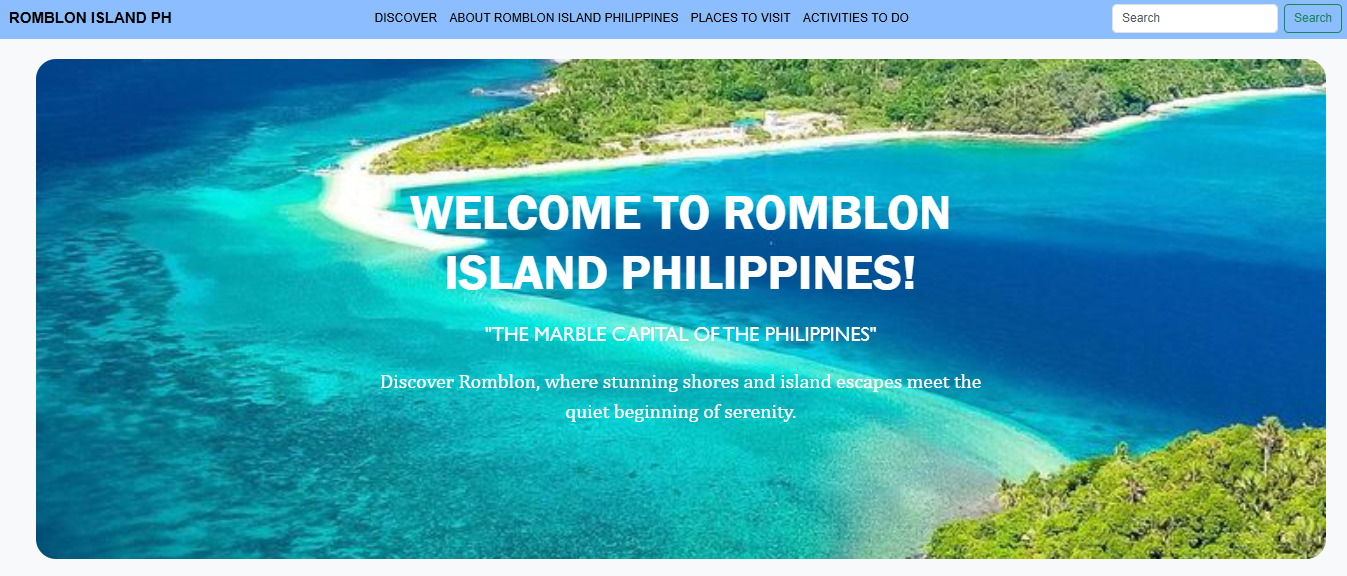 ROMBLON ISLAND PH
DISCOVER ABOUT ROMBLON ISLAND PHILIPPINES PLACES TO VISIT ACTIVITIES TO DO
Search Search
WELCOME TO ROMBLON
ISLAND PHILIPPINES!
"THE MARBLE CAPITAL OF THE PHILIPPINES"
Discover Romblon, where stunning shores and island escapes meet the
quiet beginning of serenity.